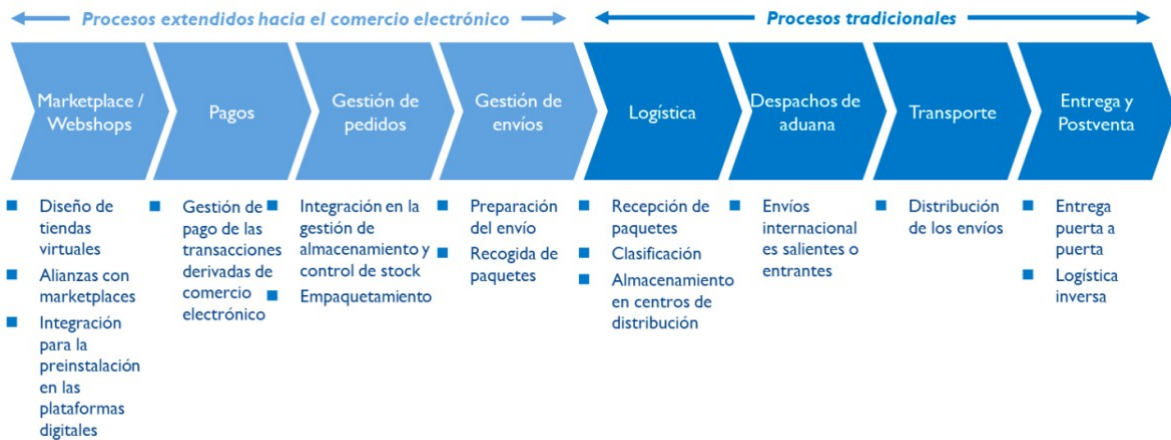 Procesos extendidos hacia el comercio electrónico
Procesos tradicionales
Marketplace /
Webshops
Pagos
Gestión de
pedidos
Gestión de
envíos
Logística
Despachos de
aduana
Transporte
Entrega y
Postventa
Diseño de
tiendas
virtuales
Alianzas con
marketplaces
Integración
para la
preinstalación
en las
plataformas
digitales
Gestión de
pago de las
transacciones
derivadas de
comercio
electrónico
Integración en la
gestión de
almacenamiento y
control de stock
Empaquetamiento
Preparación
del envío
Recogida de
paquetes
Recepción de
paquetes
Clasificación
Almacenamiento
en centros de
distribución
Envíos
internacional
es salientes o
entrantes
Distribución
de los envíos
Entrega
puerta a
puerta
Logística
inversa